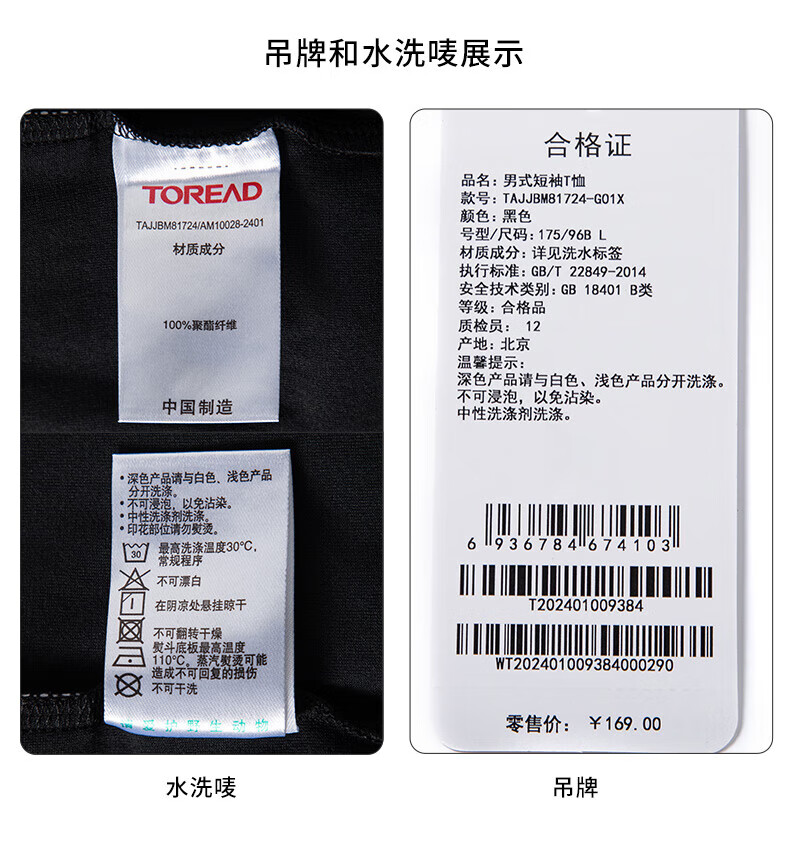 吊牌和水洗唛展示
TOREAD
TAJJBM81724/AM10028-2401
材质成分
100%聚酯纤维
中国制造
• 深色产品请与白色、浅色产品
分开洗涤。
• 不可浸泡，以免沾染。
• 中性洗涤剂洗涤。
• 印花部位请勿熨烫。
30
最高洗涤温度30℃，
常规程序
不可漂白
在阴凉处悬挂晾干
不可翻转干燥
熨斗底板最高温度
110℃。蒸汽熨烫可能
造成不可回复的损伤
不可干洗
请爱护野生动物
水洗唛
合格证
品名：男式短袖T恤
款号：TAJJBM81724-G01X
颜色：黑色
号型/尺码：175/96B L
材质成分：详见洗水标签
执行标准：GB/T 22849-2014
安全技术类别：GB 18401 B类
等级：合格品
质检员： 12
产地：北京
温馨提示：
深色产品请与白色、浅色产品分开洗涤。
不可浸泡，以免沾染。
中性洗涤剂洗涤。
6 936784 674103
T202401009384
WT202401009384000290
零售价： ￥169.00
吊牌